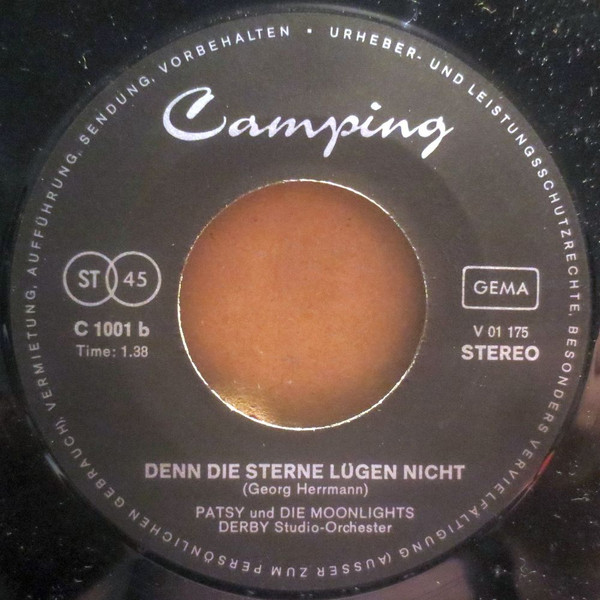 URHEBER- UND LEISTUNGSSCHUTZRECHTE, BESONDERS VERVIELFÄLTIGUNG (AUSSER ZUM PERSÖNLICHEN GEBRAUCH), VERMIETUNG, AUFFÜHRUNG, SENDUNG, VORBEHALTEN •
Camping
ST 45
GEMA
C 1001 b
V 01 175
Time: 1.38
STEREO
DENN DIE STERNE LÜGEN NICHT
(Georg Herrmann)
PATSY und DIE MOONLIGHTS
DERBY Studio-Orchester